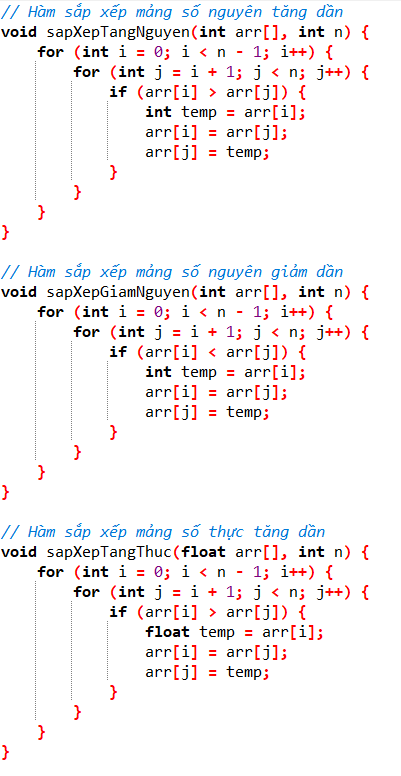 // Hàm sắp xếp mảng số nguyên tăng dần
void sapXepTangNguyen(int arr[], int n) {
    for (int i = 0; i < n - 1; i++) {
        for (int j = i + 1; j < n; j++) {
            if (arr[i] > arr[j]) {
                int temp = arr[i];
                arr[i] = arr[j];
                arr[j] = temp;
            }
        }
    }
}

// Hàm sắp xếp mảng số nguyên giảm dần
void sapXepGiamNguyen(int arr[], int n) {
    for (int i = 0; i < n - 1; i++) {
        for (int j = i + 1; j < n; j++) {
            if (arr[i] < arr[j]) {
                int temp = arr[i];
                arr[i] = arr[j];
                arr[j] = temp;
            }
        }
    }
}

// Hàm sắp xếp mảng số thực tăng dần
void sapXepTangThuc(float arr[], int n) {
    for (int i = 0; i < n - 1; i++) {
        for (int j = i + 1; j < n; j++) {
            if (arr[i] > arr[j]) {
                float temp = arr[i];
                arr[i] = arr[j];
                arr[j] = temp;
            }
        }
    }
}